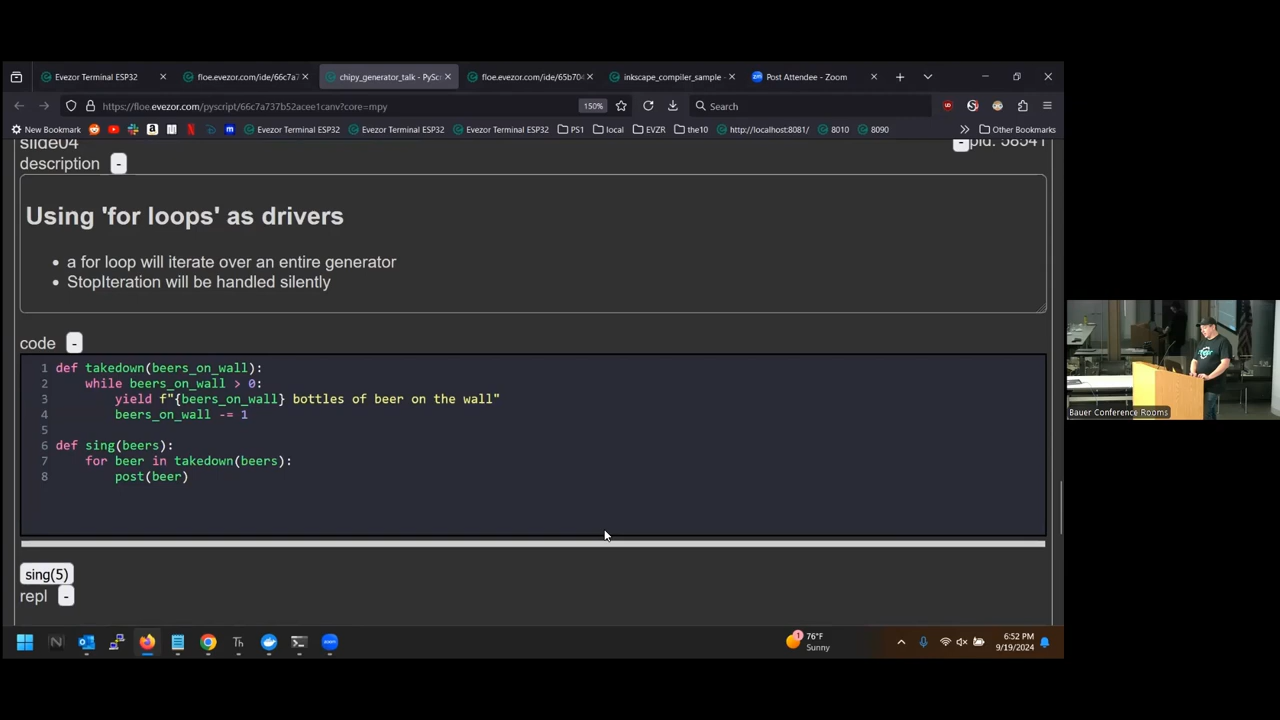 Evezor Terminal ESP32
floe.evezor.com/ide/66c7a7
chipy_generator_talk - PyScr
floe.evezor.com/ide/65b704
inkscape_compiler_sample -
Post Attendee - Zoom
https://floe.evezor.com/pyscript/66c7a737b52acee1canv?core=mpy
150%
Search
New Bookmark
Evezor Terminal ESP32
Evezor Terminal ESP32
Evezor Terminal ESP32
PS1
local
EVZR
the10
http://localhost:8081/
8010
8090
Other Bookmarks
slide04
pid: 58541
description -
Using 'for loops' as drivers
• a for loop will iterate over an entire generator
• StopIteration will be handled silently
code -
1 def takedown(beers_on_wall):
2     while beers_on_wall > 0:
3         yield f"{beers_on_wall} bottles of beer on the wall"
4         beers_on_wall -= 1
5
6 def sing(beers):
7     for beer in takedown(beers):
8         post(beer)
sing(5)
repl -
Bauer Conference Rooms
76°F
Sunny
6:52 PM
9/19/2024